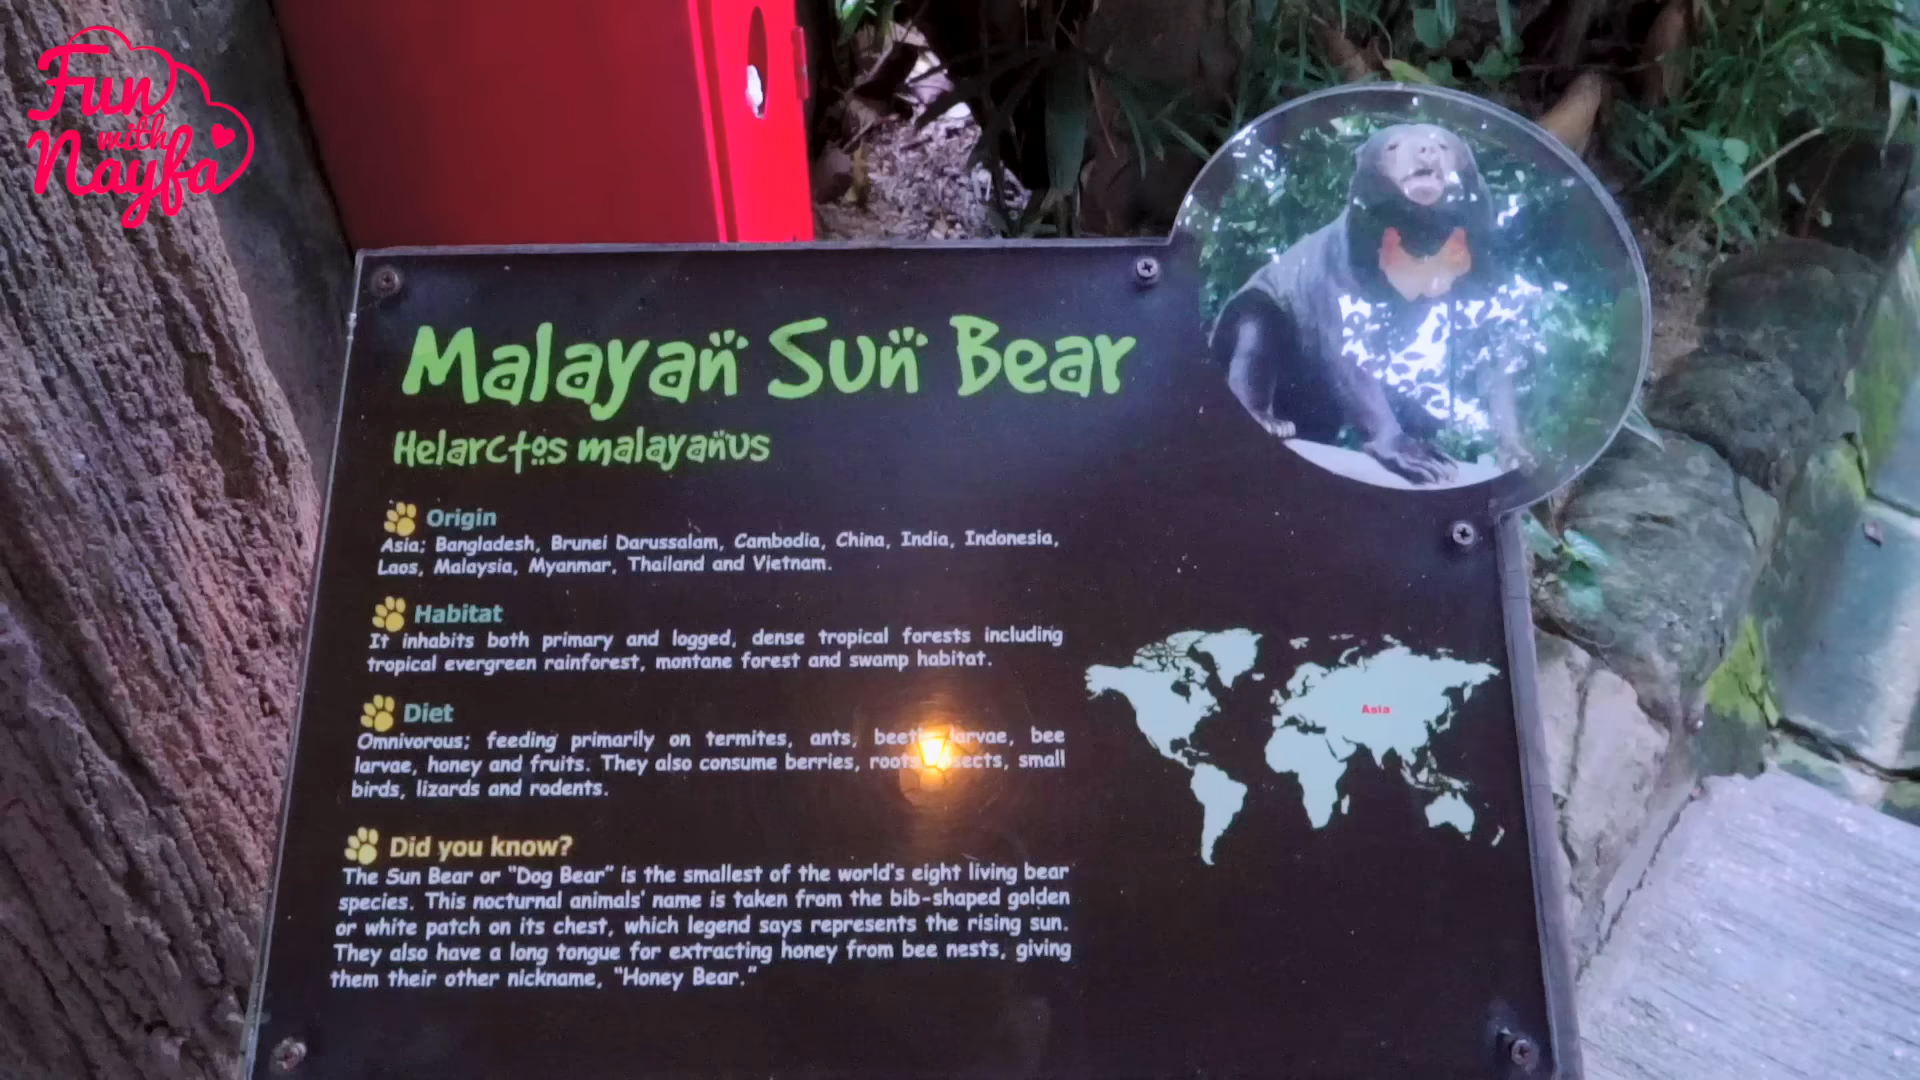 Fun
with
Nayfa
Malayan Sun Bear
Helarctos malayanus
Origin
Asia; Bangladesh, Brunei Darussalam, Cambodia, China, India, Indonesia,
Laos, Malaysia, Myanmar, Thailand and Vietnam.
Habitat
It inhabits both primary and logged, dense tropical forests including
tropical evergreen rainforest, montane forest and swamp habitat.
Asia
Diet
Omnivorous; feeding primarily on termites, ants, beetle larvae, bee
larvae, honey and fruits. They also consume berries, roots, insects, small
birds, lizards and rodents.
Did you know?
The Sun Bear or "Dog Bear" is the smallest of the world's eight living bear
species. This nocturnal animals' name is taken from the bib-shaped golden
or white patch on its chest, which legend says represents the rising sun.
They also have a long tongue for extracting honey from bee nests, giving
them their other nickname, "Honey Bear."